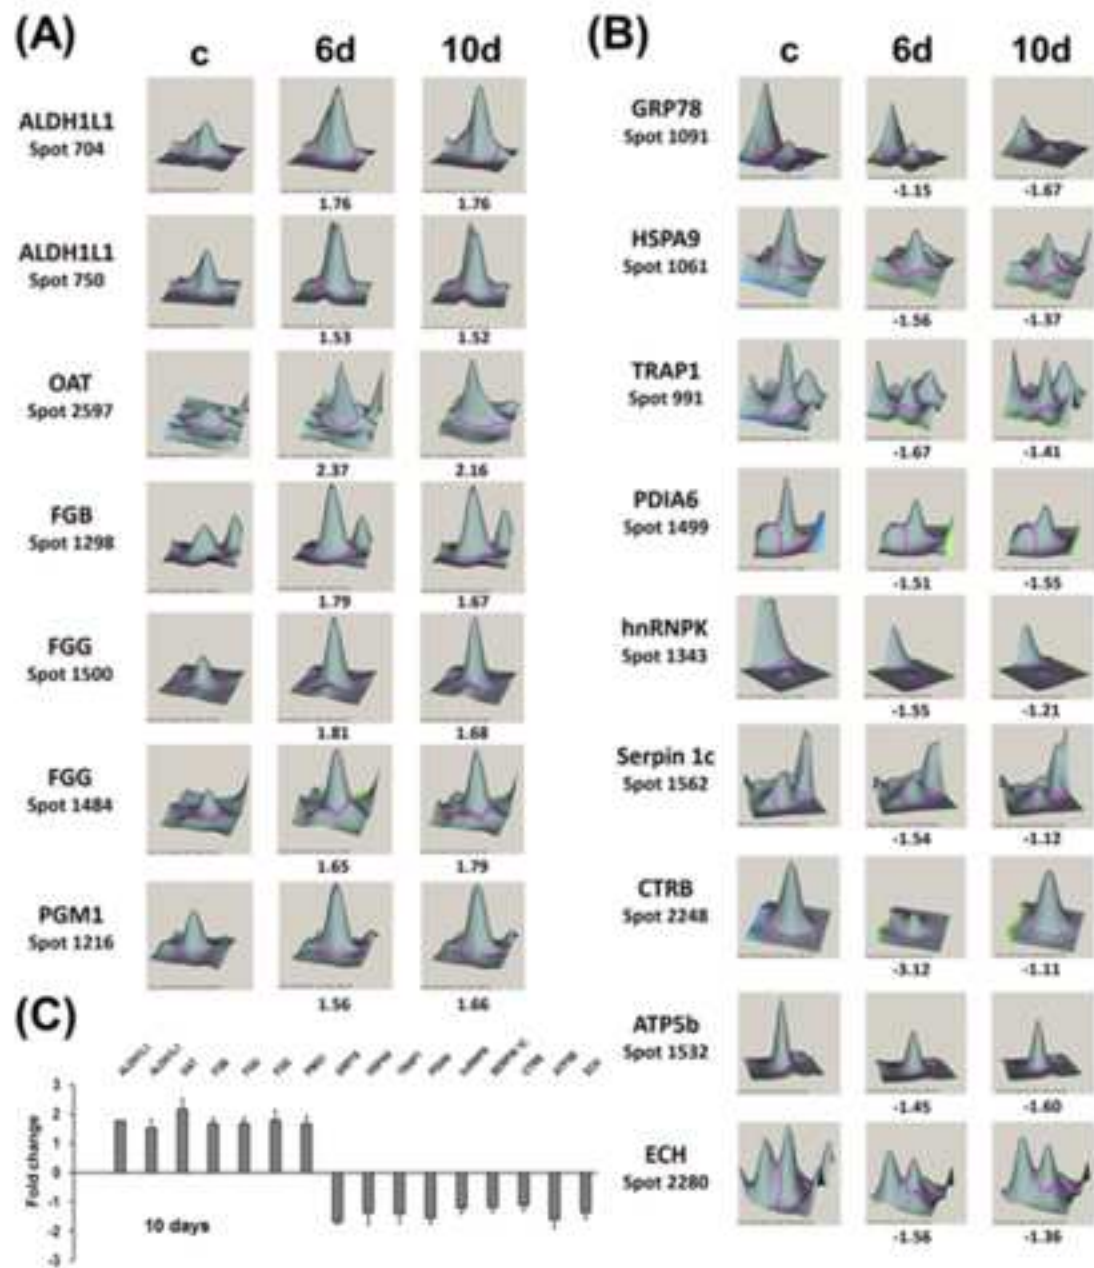 (A)
c 6d 10d
ALDH1L1
Spot 704
1.76 1.76
ALDH1L1
Spot 750
1.53 1.52
OAT
Spot 2597
2.37 2.16
FGB
Spot 1298
1.79 1.67
FGG
Spot 1500
1.81 1.68
FGG
Spot 1484
1.65 1.79
PGM1
Spot 1216
1.56 1.66
(B)
c 6d 10d
GRP78
Spot 1091
-1.15 -1.67
HSPA9
Spot 1061
-1.56 -1.37
TRAP1
Spot 991
-1.67 -1.41
PDIA6
Spot 1499
-1.51 -1.55
hnRNPK
Spot 1343
-1.55 -1.21
Serpin 1c
Spot 1562
-1.54 -1.12
CTRB
Spot 2248
-3.12 -1.11
ATP5b
Spot 1532
-1.45 -1.60
ECH
Spot 2280
-1.56 -1.36
(C)
OAT
CTRB
ECH
Fold change
3
2
1
0
-1
-2
-3
10 days